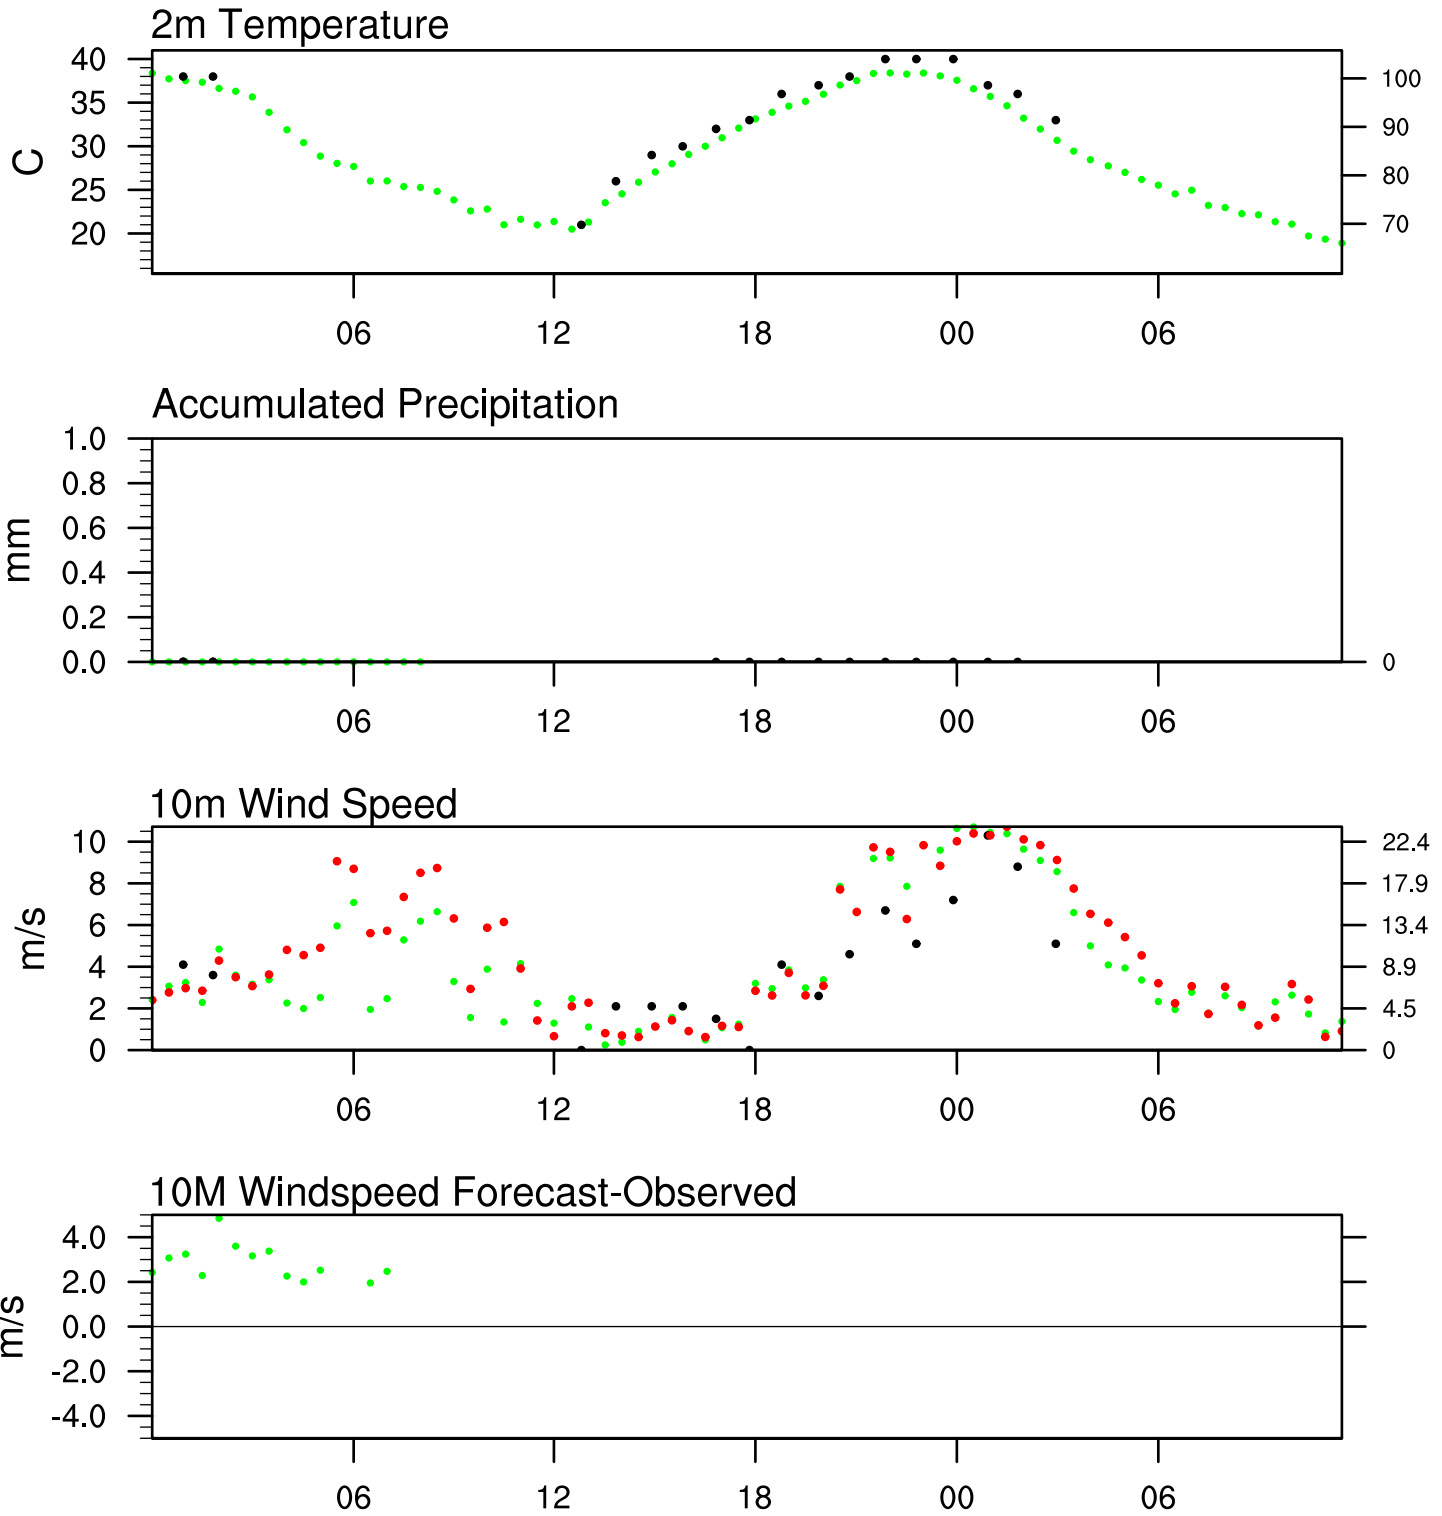 2m Temperature
40
35
30
25
20
C
100
90
80
70
06 12 18 00 06
Accumulated Precipitation
1.0
0.8
0.6
0.4
0.2
0.0
mm
0
06 12 18 00 06
10m Wind Speed
10
8
6
4
2
0
m/s
22.4
17.9
13.4
8.9
4.5
0
06 12 18 00 06
10M Windspeed Forecast-Observed
4.0
2.0
0.0
-2.0
-4.0
m/s
06 12 18 00 06